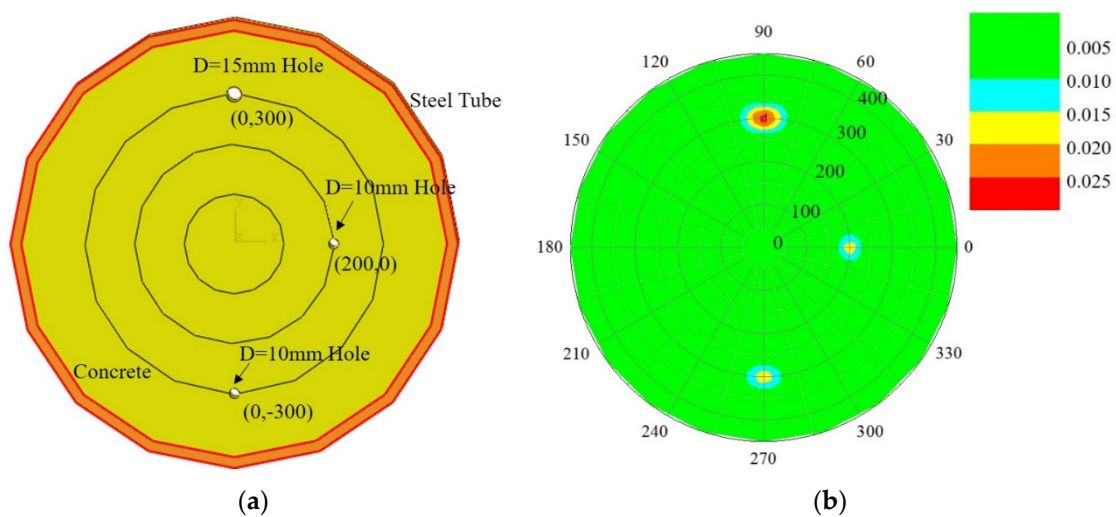 D=15mm Hole
Steel Tube
(0,300)
D=10mm Hole
Y
Z
X
(200,0)
D=10mm Hole
Concrete
(0,-300)
(a)
90
120
60
150
30
180
0
210
330
240
300
270
400
300
200
100
0
0.005
0.010
0.015
0.020
0.025
(b)